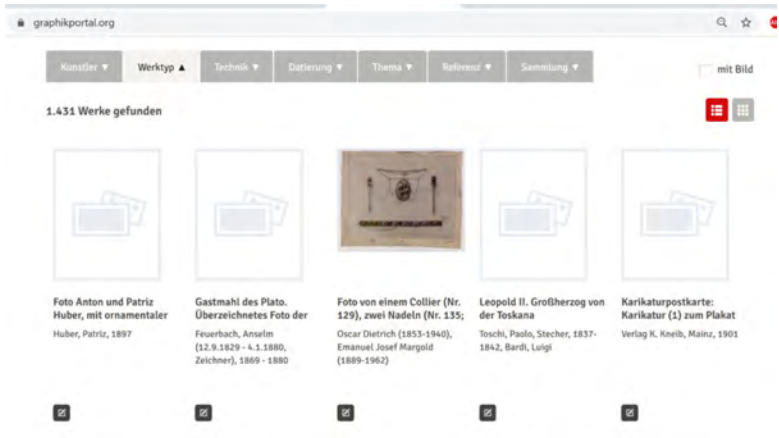 graphikportal.org
Künstler ▼ Werktyp ▲ Technik ▼ Datierung ▼ Thema ▼ Referenz ▼ Sammlung ▼
mit Bild
1.431 Werke gefunden
Foto Anton und Patriz
Huber, mit ornamentaler
Huber, Patriz, 1897
Gastmahl des Plato.
Überzeichnetes Foto der
Feuerbach, Anselm
(12.9.1829 - 4.1.1880,
Zeichner), 1869 - 1880
Foto von einem Collier (Nr.
129), zwei Nadeln (Nr. 135;
Oscar Dietrich (1853-1940),
Emanuel Josef Margold
(1889-1962)
Leopold II. Großherzog von
der Toskana
Toschi, Paolo, Stecher, 1837-
1842, Bardi, Luigi
Karikaturpostkarte:
Karikatur (1) zum Plakat
Verlag K. Kneib, Mainz, 1901